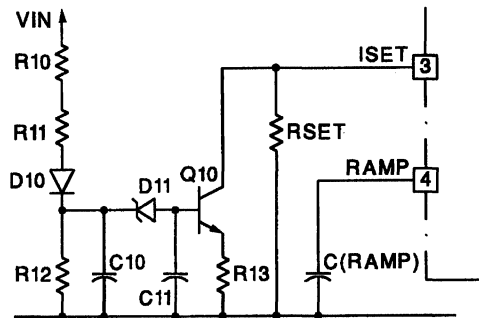 VIN
R10
R11
D10
R12
C10
D11
C11
Q10
R13
ISET
3
RSET
RAMP
4
C(RAMP)